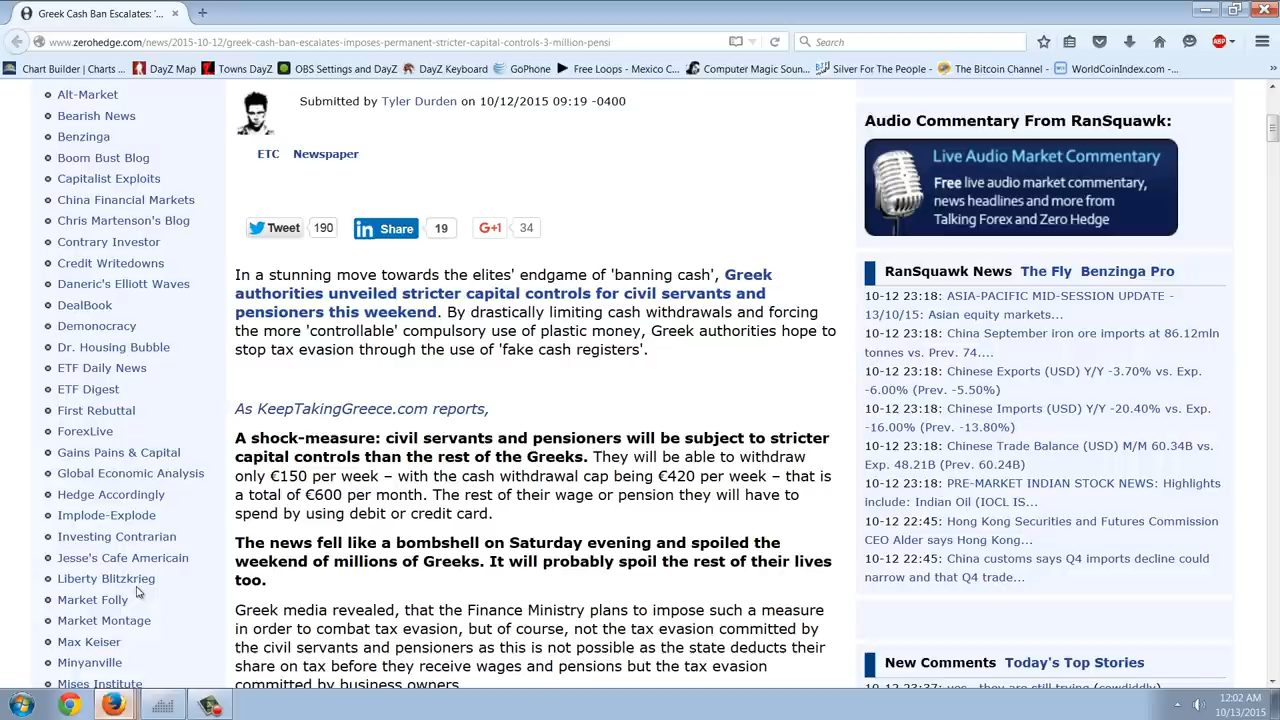 Greek Cash Ban Escalates: '...
www.zerohedge.com/news/2015-10-12/greek-cash-ban-escalates-imposes-permanent-stricter-capital-controls-3-million-pensi
Search
ABP
Chart Builder | Charts ...
DayZ Map
Towns DayZ
OBS Settings and DayZ
DayZ Keyboard
GoPhone
Free Loops - Mexico C...
Computer Magic Soun...
Silver For The People - ...
The Bitcoin Channel - ...
WorldCoinIndex.com -...
Alt-Market
Bearish News
Benzinga
Boom Bust Blog
Capitalist Exploits
China Financial Markets
Chris Martenson's Blog
Contrary Investor
Credit Writedowns
Daneric's Elliott Waves
DealBook
Demonocracy
Dr. Housing Bubble
ETF Daily News
ETF Digest
First Rebuttal
ForexLive
Gains Pains & Capital
Global Economic Analysis
Hedge Accordingly
Implode-Explode
Investing Contrarian
Jesse's Cafe Americain
Liberty Blitzkrieg
Market Folly
Market Montage
Max Keiser
Minyanville
Mises Institute
Submitted by Tyler Durden on 10/12/2015 09:19 -0400
ETC Newspaper
Tweet 190
in Share 19
G+1 34
In a stunning move towards the elites' endgame of 'banning cash', Greek
authorities unveiled stricter capital controls for civil servants and
pensioners this weekend. By drastically limiting cash withdrawals and forcing
the more 'controllable' compulsory use of plastic money, Greek authorities hope to
stop tax evasion through the use of 'fake cash registers'.
As KeepTakingGreece.com reports,
A shock-measure: civil servants and pensioners will be subject to stricter
capital controls than the rest of the Greeks. They will be able to withdraw
only €150 per week – with the cash withdrawal cap being €420 per week – that is
a total of €600 per month. The rest of their wage or pension they will have to
spend by using debit or credit card.
The news fell like a bombshell on Saturday evening and spoiled the
weekend of millions of Greeks. It will probably spoil the rest of their lives
too.
Greek media revealed, that the Finance Ministry plans to impose such a measure
in order to combat tax evasion, but of course, not the tax evasion committed by
the civil servants and pensioners as this is not possible as the state deducts their
share on tax before they receive wages and pensions but the tax evasion
committed by business owners.
Audio Commentary From RanSquawk:
Live Audio Market Commentary
Free live audio market commentary,
news headlines and more from
Talking Forex and Zero Hedge
RanSquawk News The Fly Benzinga Pro
10-12 23:18: ASIA-PACIFIC MID-SESSION UPDATE -
13/10/15: Asian equity markets...
10-12 23:18: China September iron ore imports at 86.12mln
tonnes vs. Prev. 74....
10-12 23:18: Chinese Exports (USD) Y/Y -3.70% vs. Exp.
-6.00% (Prev. -5.50%)
10-12 23:18: Chinese Imports (USD) Y/Y -20.40% vs. Exp.
-16.00% (Prev. -13.80%)
10-12 23:18: Chinese Trade Balance (USD) M/M 60.34B vs.
Exp. 48.21B (Prev. 60.24B)
10-12 23:18: PRE-MARKET INDIAN STOCK NEWS: Highlights
include: Indian Oil (IOCL IS...
10-12 22:45: Hong Kong Securities and Futures Commission
CEO Alder says Hong Kong...
10-12 22:45: China customs says Q4 imports decline could
narrow and that Q4 trade...
New Comments Today's Top Stories
10-12 23:37: yes - they are still trying (cowdiddly)
12:02 AM
10/13/2015